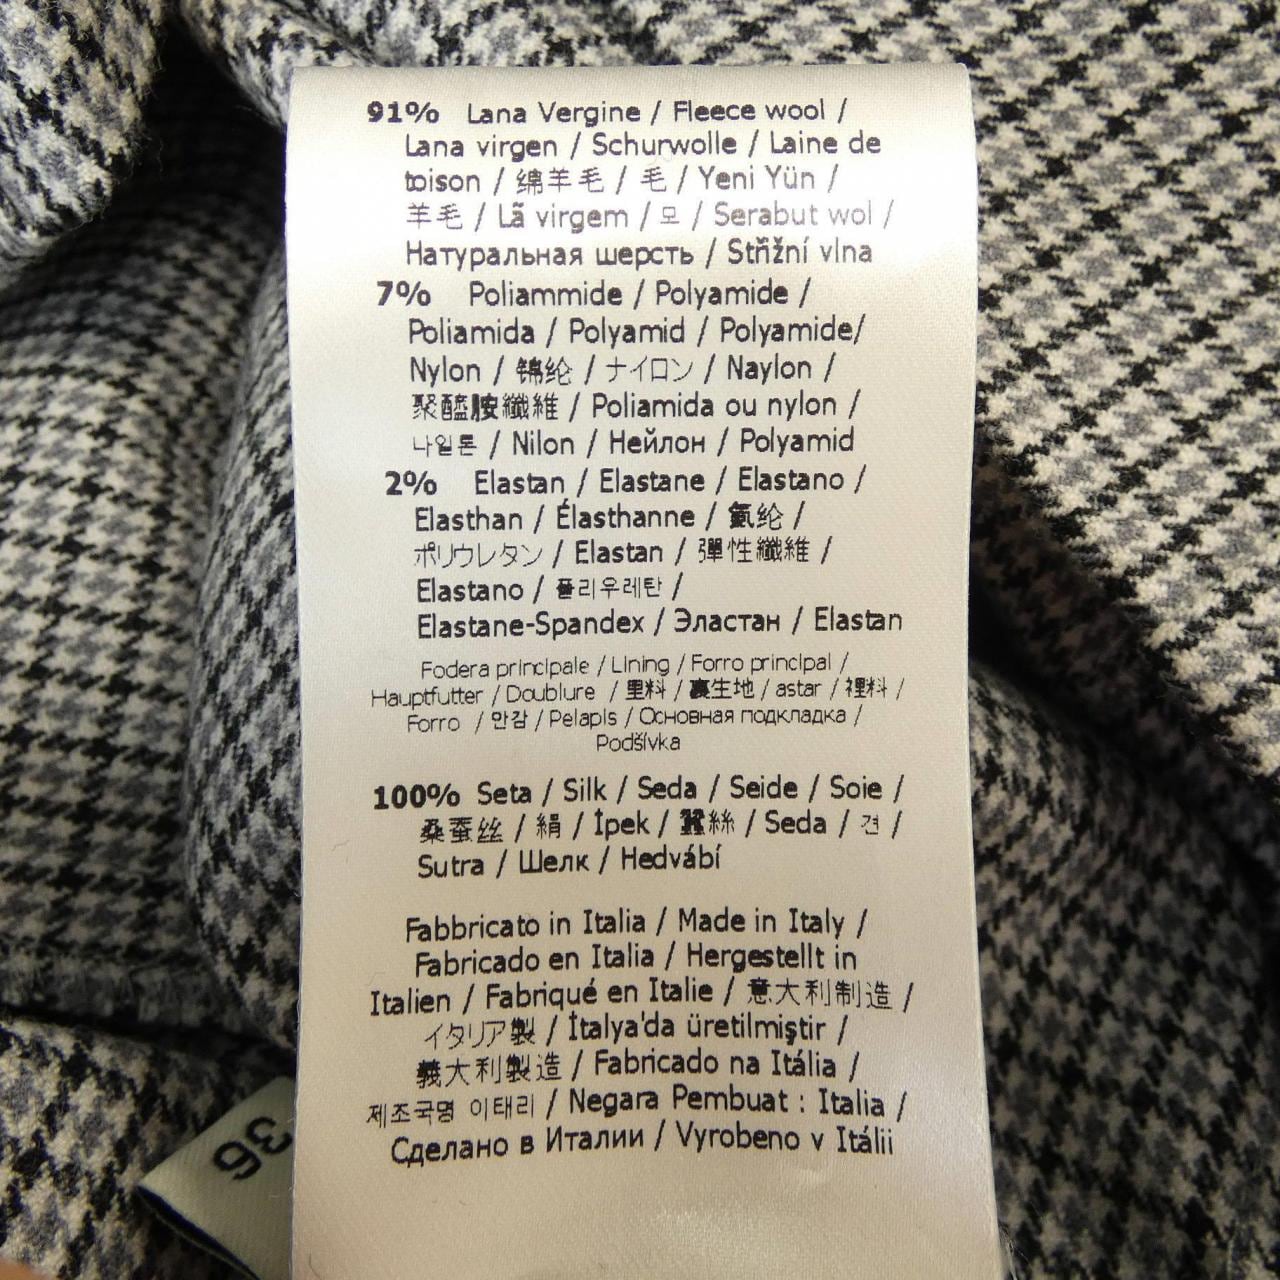 91% Lana Vergine / Fleece wool /
Lana virgen / Schurwolle / Laine de
toison / 绵羊毛 / 毛 / Yeni Yün /
羊毛 / Lã virgem / 모 / Serabut wol /
Натуральная шерсть / Střižní vlna
7% Poliammide / Polyamide /
Poliamida / Polyamid / Polyamide/
Nylon / 锦纶 / ナイロン / Naylon /
聚醯胺纖維 / Poliamida ou nylon /
나일론 / Nilon / Нейлон / Polyamid
2% Elastan / Elastane / Elastano /
Elasthan / Élasthanne / 氨纶 /
ポリウレタン / Elastan / 彈性纖維 /
Elastano / 폴리우레탄 /
Elastane-Spandex / Эластан / Elastan
Fodera principale / Lining / Forro principal /
Hauptfutter / Doublure / 里料 / 裏生地 / astar / 裡料 /
Forro / 안감 / Pelapis / Основная подкладка /
Podšívka
100% Seta / Silk / Seda / Seide / Soie /
桑蚕丝 / 絹 / İpek / 蠶絲 / Seda / 견 /
Sutra / Шелк / Hedvábí
Fabbricato in Italia / Made in Italy /
Fabricado en Italia / Hergestellt in
Italien / Fabriqué en Italie / 意大利制造 /
イタリア製 / İtalya'da üretilmiştir /
義大利製造 / Fabricado na Itália /
제조국명 이태리 / Negara Pembuat : Italia /
Сделано в Италии / Vyrobeno v Itálii
36